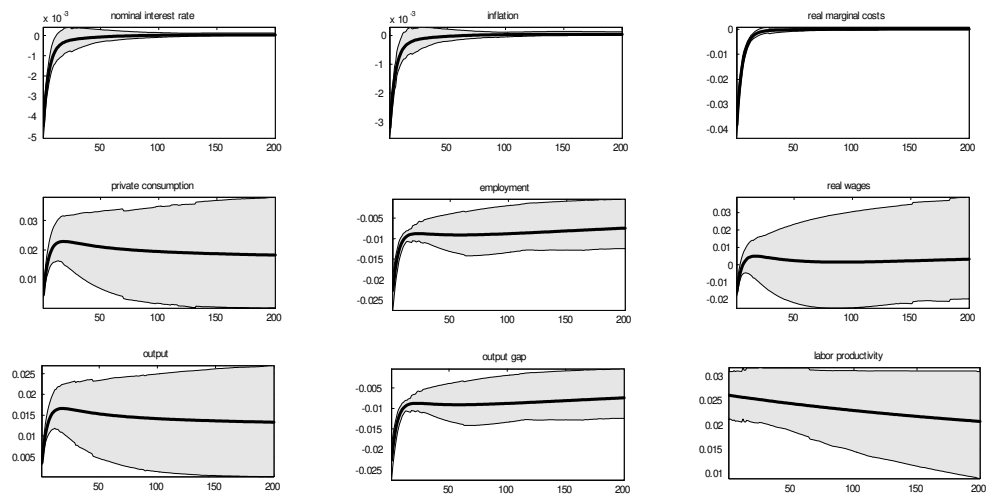 nominal interest rate
x 10 -3
0
-1
-2
-3
-4
-5
50 100 150 200
inflation
x 10 -3
0
-1
-2
-3
50 100 150 200
real marginal costs
0
-0.01
-0.02
-0.03
-0.04
50 100 150 200
private consumption
0.03
0.02
0.01
50 100 150 200
employment
-0.005
-0.01
-0.015
-0.02
-0.025
50 100 150 200
real wages
0.03
0.02
0.01
0
-0.01
-0.02
50 100 150 200
output
0.025
0.02
0.015
0.01
0.005
50 100 150 200
output gap
-0.005
-0.01
-0.015
-0.02
-0.025
50 100 150 200
labor productivity
0.03
0.025
0.02
0.015
0.01
50 100 150 200